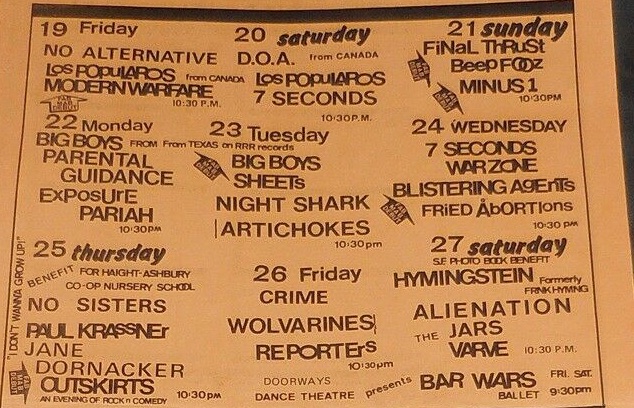 19 Friday
NO ALTERNATIVE
LOS POPULAROS from CANADA
MODERN WARFARE
10:30 P.M.
20 saturday
D.O.A. from CANADA
LOS POPULAROS
7 SECONDS
10:30 P.M.
21 sunday
FiNaL ThRuSt
BeepFOOz
MINUS 1
10:30PM
22 Monday
BIG BOYS FROM From TEXAS on RRR records
PARENTAL
GUIDANCE
ExPosUrE
PARIAH
10:30pm
23 Tuesday
BIG BOYS
SHEETs
NIGHT SHARK
ARTICHOKES
10:30pm
24 WEDNESDAY
7 SECONDS
WAR ZONE
BLISTERING AgEnTs
FRiED AbORTIOns
10:30 pm
25 thursday
BENEFIT FOR HAIGHT-ASHBURY
CO-OP NURSERY SCHOOL
NO SISTERS
PAUL KRASSNEr
JANE
DORNACKER
OUTSKIRTS 10:30pm
AN EVENING OF ROCK n COMEDY
"I DON'T WANNA GROW UP!"
26 Friday
CRIME
WOLVARINES
REPORTErS
10:30pm
27 saturday
S.F. PHOTO BOOK BENEFIT
HYMINGSTEIN Formerly
FRNK HYMNG
ALIENATION
THE JARS
VARVE 10:30 P.M.
DOORWAYS
DANCE THEATRE presents BAR WARS FRI. SAT.
BALLET 9:30pm